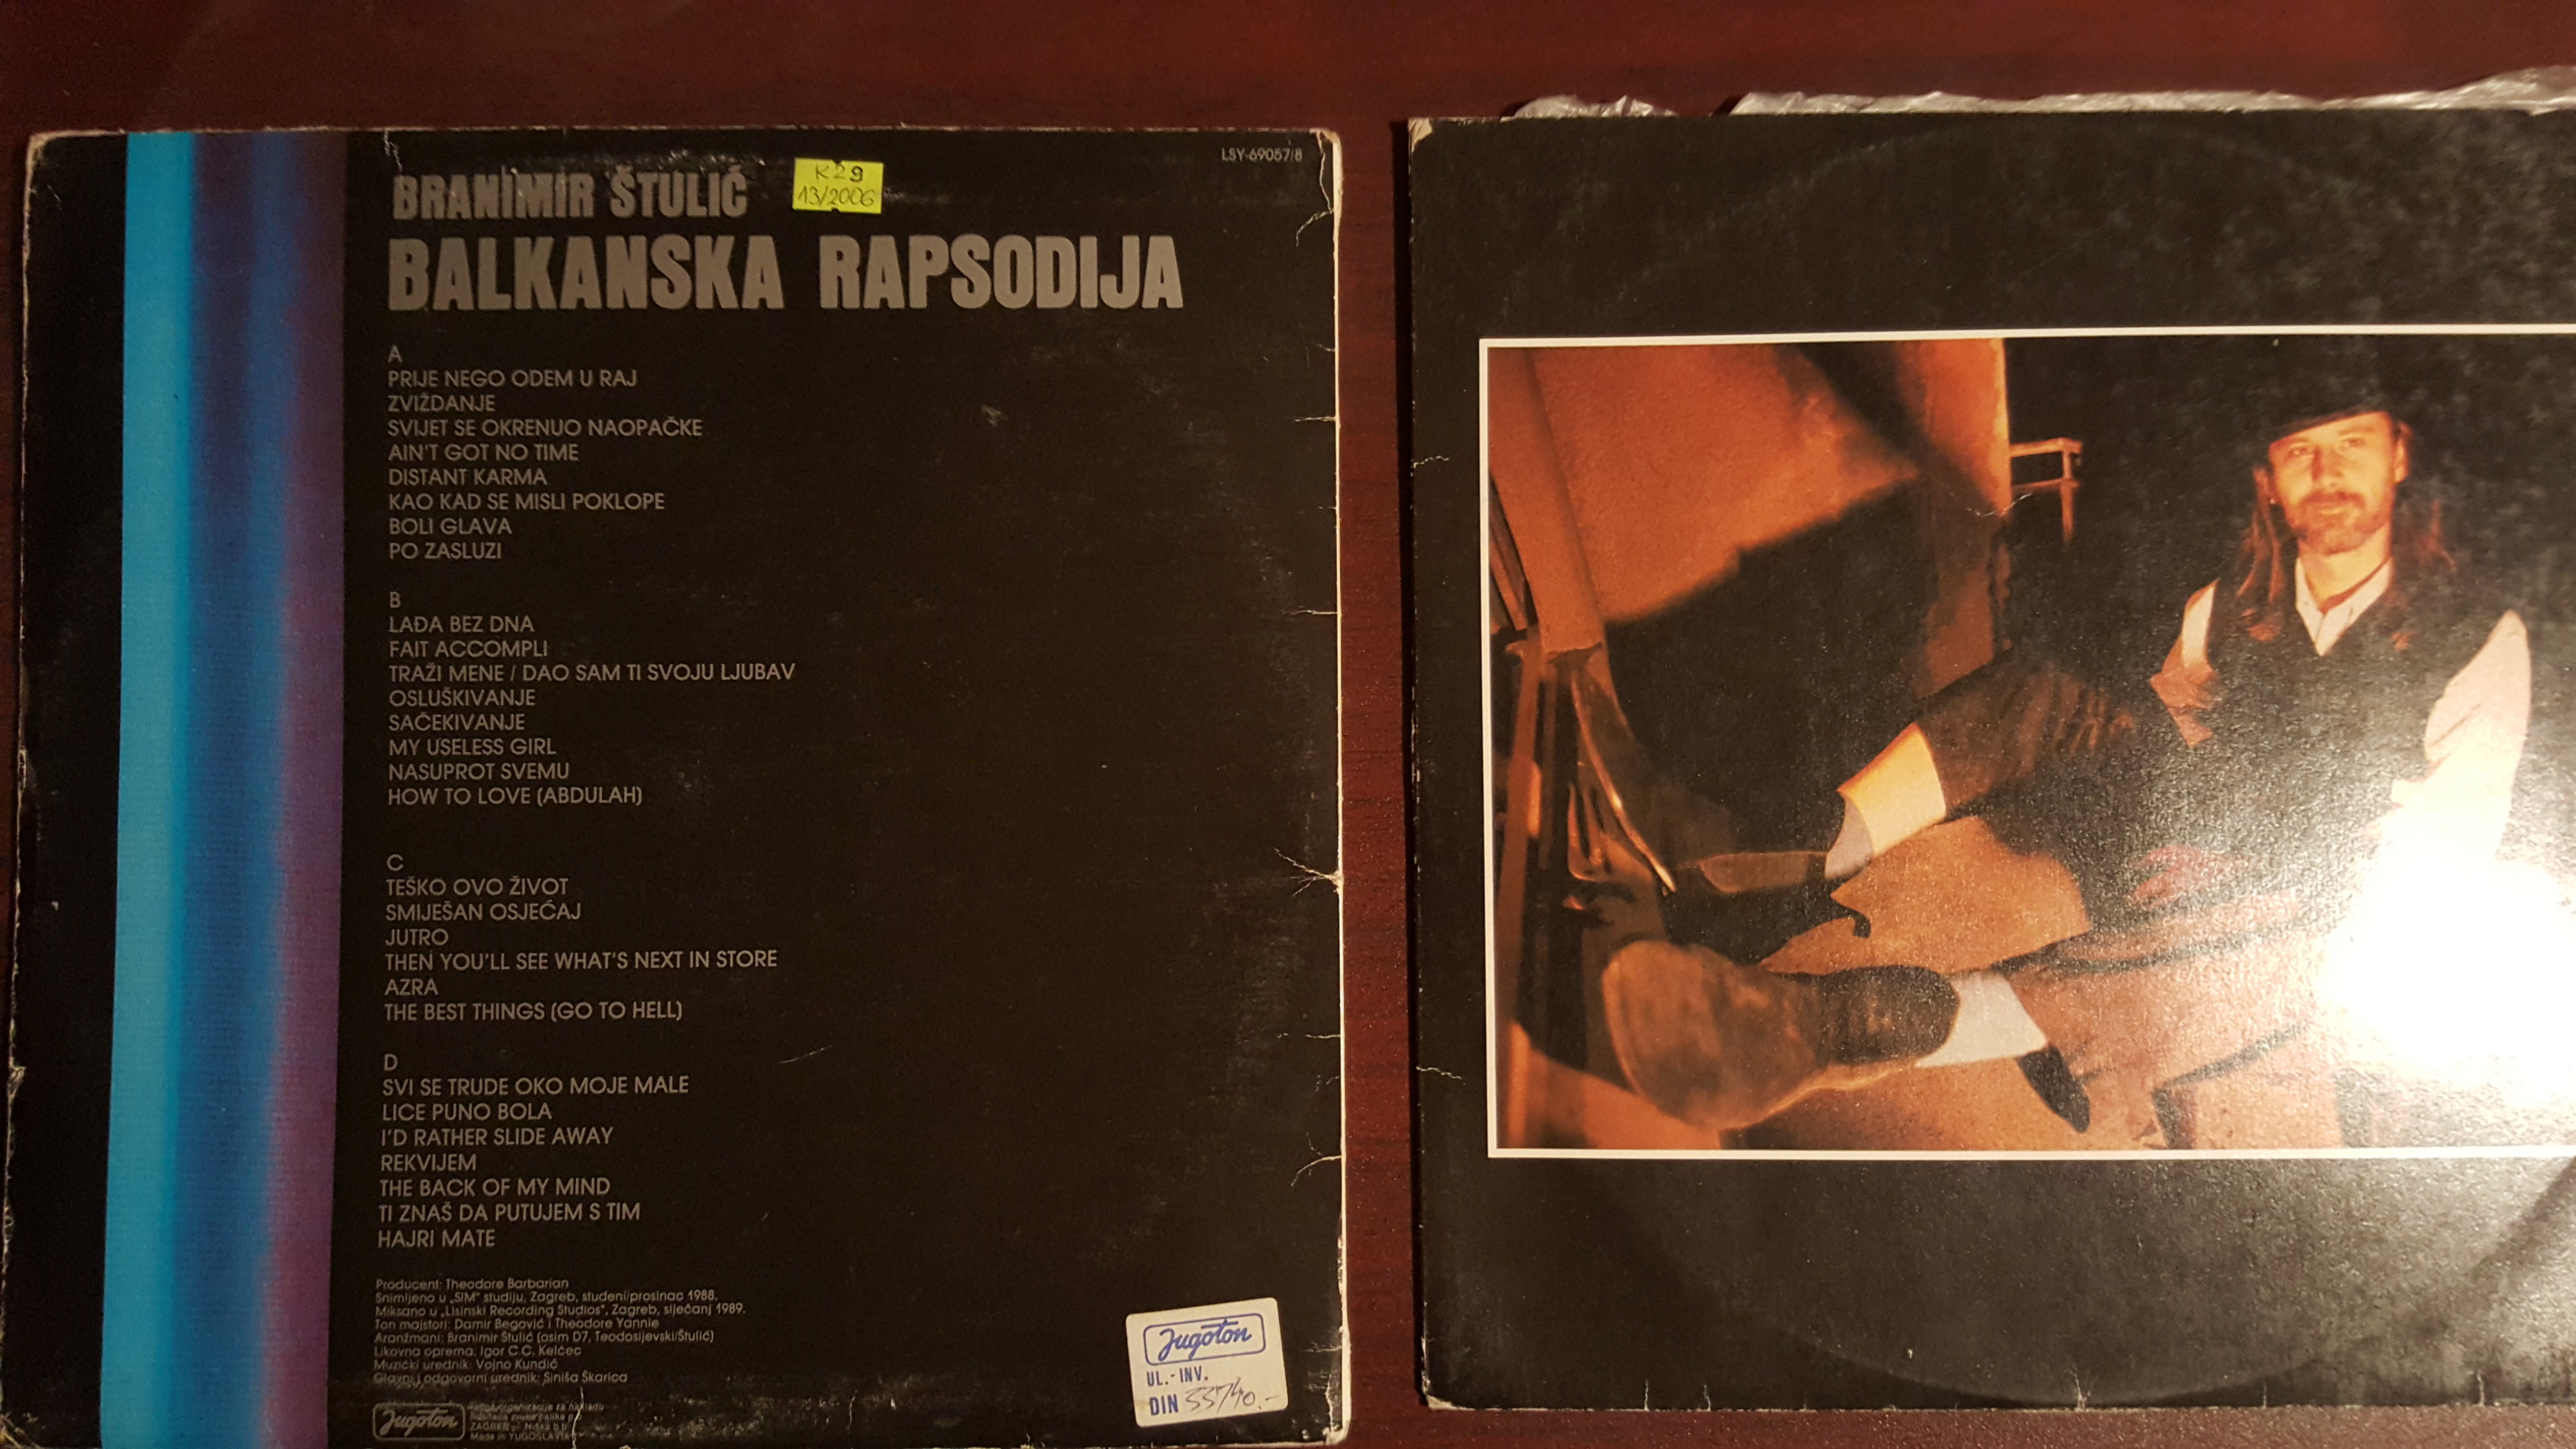 LSY-69057/8
BRANIMIR ŠTULIĆ
K29
13/2006
BALKANSKA RAPSODIJA
A
PRIJE NEGO ODEM U RAJ
ZVIŽDANJE
SVIJET SE OKRENUO NAOPAČKE
AIN'T GOT NO TIME
DISTANT KARMA
KAO KAD SE MISLI POKLOPE
BOLI GLAVA
PO ZASLUZI
B
LAĐA BEZ DNA
FAIT ACCOMPLI
TRAŽI MENE / DAO SAM TI SVOJU LJUBAV
OSLUŠKIVANJE
SAČEKIVANJE
MY USELESS GIRL
NASUPROT SVEMU
HOW TO LOVE (ABDULAH)
C
TEŠKO OVO ŽIVOT
SMIJEŠAN OSJEĆAJ
JUTRO
THEN YOU'LL SEE WHAT'S NEXT IN STORE
AZRA
THE BEST THINGS (GO TO HELL)
D
SVI SE TRUDE OKO MOJE MALE
LICE PUNO BOLA
I'D RATHER SLIDE AWAY
REKVIJEM
THE BACK OF MY MIND
TI ZNAŠ DA PUTUJEM S TIM
HAJRI MATE
Producent: Theodore Barbarian
Snimljeno u „SIM" studiju, Zagreb, studeni/prosinac 1988.
Miksano u „Lisinski Recording Studios", Zagreb, siječanj 1989.
Ton majstori: Damir Begović i Theodore Yannie
Aranžmani: Branimir Štulić (osim D7, Teodosijevski/Štulić)
Likovna oprema: Igor C.C. Kelčec
Muzički urednik: Vojno Kundić
Glavni i odgovorni urednik: Siniša Škarica
Jugoton
ZAGREB
Made in YUGOSLAVIA
Jugoton
UL.-INV.
DIN 55740.-